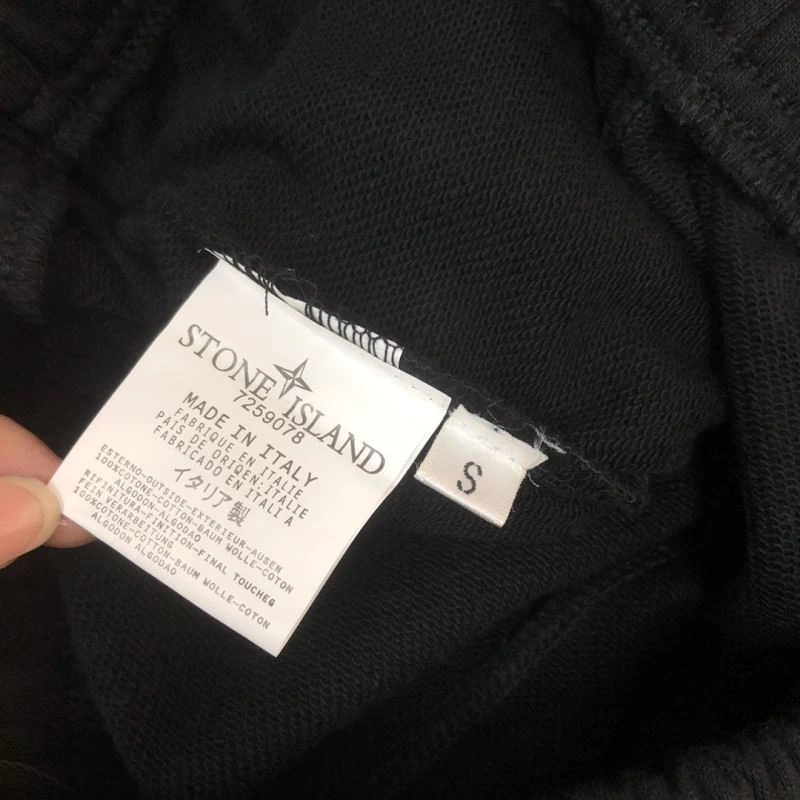 STONE ISLAND
7259078
MADE IN ITALY
FABRIQUE EN ITALIE
PAIS DE ORIQEN:ITALIE
FABRICADO EN ITALI A
イタリア製
ESTERNO-OUTSIDE-EXTERIEUR-AUSEN
100%COTONE-COTTON-BAUM WOLLE-COTON
ALGODON-ALGODAO
RIFINITURA-FINITION-FINAL TOUCHEG
FEIN VERARBEITUNG
100%COTONE-COTTON-BAUM WOLLE-COTON
ALGODON ALGODAO
S